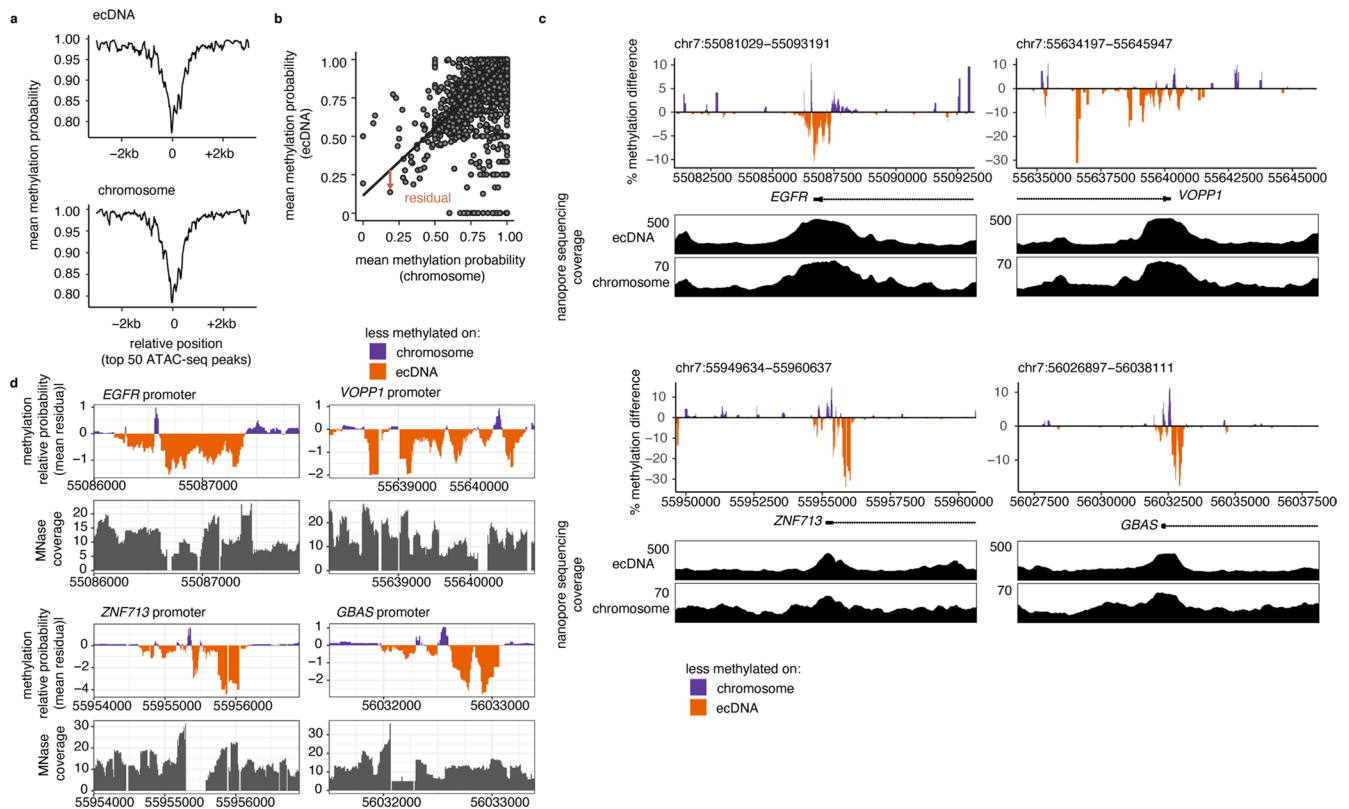 a
ecDNA
1.00
0.95
0.90
0.85
0.80
−2kb 0 +2kb
chromosome
1.00
0.95
0.90
0.85
0.80
−2kb 0 +2kb
mean methylation probability
relative position
(top 50 ATAC-seq peaks)
b
mean methylation probability
(ecDNA)
1.00
0.75
0.50
0.25
0
residual
0 0.25 0.50 0.75 1.00
mean methylation probability
(chromosome)
less methylated on:
chromosome
ecDNA
c
chr7:55081029−55093191
% methylation difference
10
5
0
−5
−10
55082500 55085000 55087500 55090000 55092500
EGFR
nanopore sequencing
coverage
500
ecDNA
70
chromosome
chr7:55634197−55645947
10
0
−10
−20
−30
55635000 55637500 55640000 55642500 55645000
VOPP1
500
70
chr7:55949634−55960637
% methylation difference
10
0
−10
−20
−30
55950000 55952500 55955000 55957500 55960000
ZNF713
nanopore sequencing
coverage
500
ecDNA
70
chromosome
chr7:56026897−56038111
10
0
−10
56027500 56030000 56032500 56035000 56037500
GBAS
500
70
less methylated on:
chromosome
ecDNA
d
EGFR promoter
methylation
relative proibability
(mean residual)l
1
0
−1
55086000 55087000
MNase
coverage
20
15
10
5
0
55086000 55087000
VOPP1 promoter
1
0
−1
−2
55639000 55640000
20
10
0
55639000 55640000
ZNF713 promoter
methylation
relative proibability
(mean residual)l
0
−2
−4
55954000 55955000 55956000
MNase
coverage
30
20
10
0
55954000 55955000 55956000
GBAS promoter
1
0
−1
−2
56032000 56033000
30
20
10
0
56032000 56033000